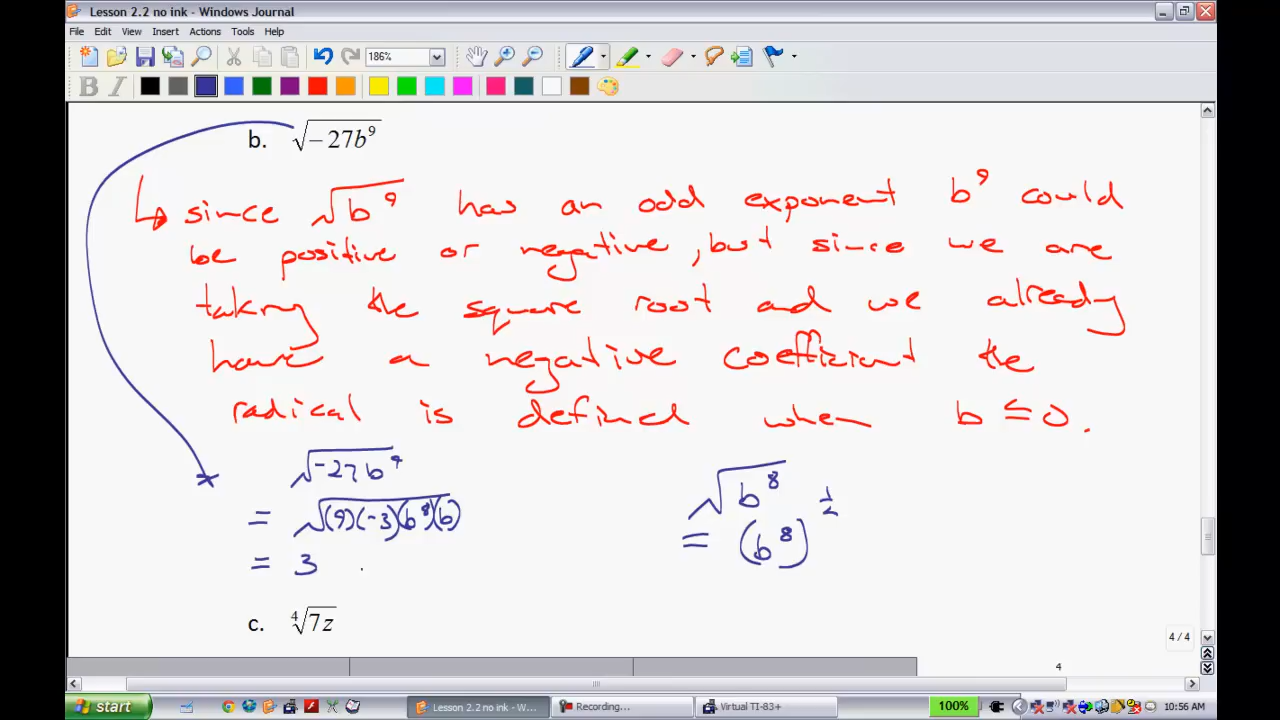 Lesson 2.2 no ink - Windows Journal
File Edit View Insert Actions Tools Help
186%
B I
b. √−27b⁹
since √b⁹ has an odd exponent b⁹ could
be positive or negative, but since we are
taking the square root and we already
have a negative coefficient the
radical is defined when b ≤ 0.
√-27b⁹
= √(9)(-3)(b⁸)(b)
= 3
√b⁸
= (b⁸) ½
c. ⁴√7z
4 / 4
4
start
Lesson 2.2 no ink - W...
Recording...
Virtual TI-83+
100%
10:56 AM